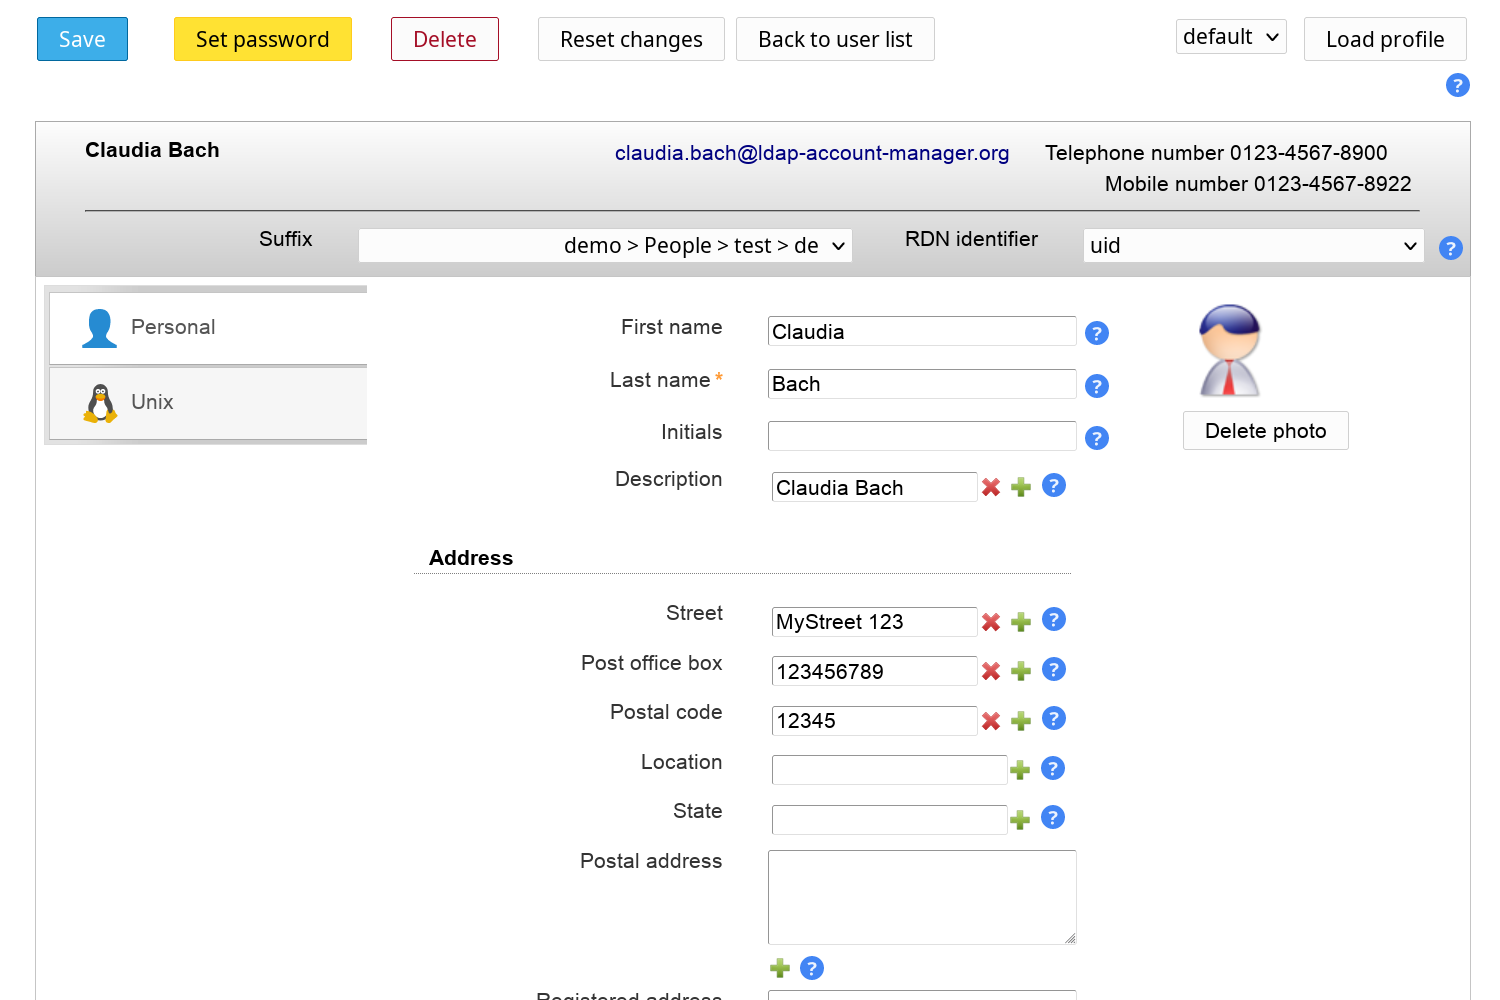 Save Set password Delete Reset changes Back to user list default Load profile
?
Claudia Bach claudia.bach@ldap-account-manager.org Telephone number 0123-4567-8900
Mobile number 0123-4567-8922
Suffix demo > People > test > de RDN identifier uid ?
Personal
Unix
First name Claudia ?
Last name * Bach ?
Initials ?
Delete photo
Description Claudia Bach ?
Address
Street MyStreet 123 ?
Post office box 123456789 ?
Postal code 12345 ?
Location ?
State ?
Postal address
?
Registered address